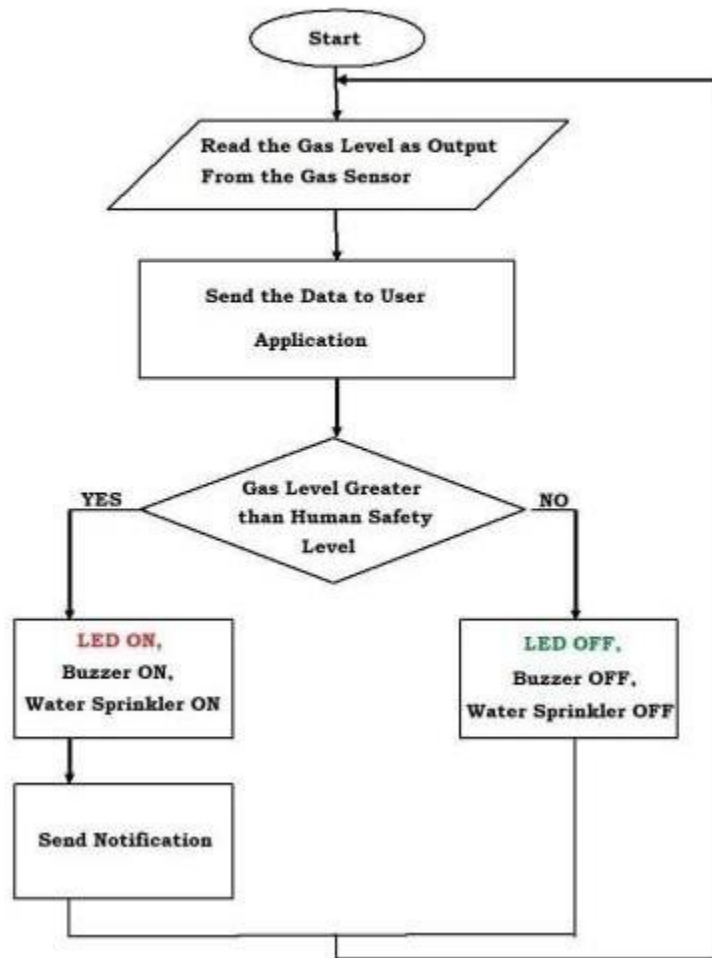 Start
Read the Gas Level as Output
From the Gas Sensor
Send the Data to User
Application
Gas Level Greater
than Human Safety
Level
YES
NO
LED ON,
Buzzer ON,
Water Sprinkler ON
LED OFF,
Buzzer OFF,
Water Sprinkler OFF
Send Notification